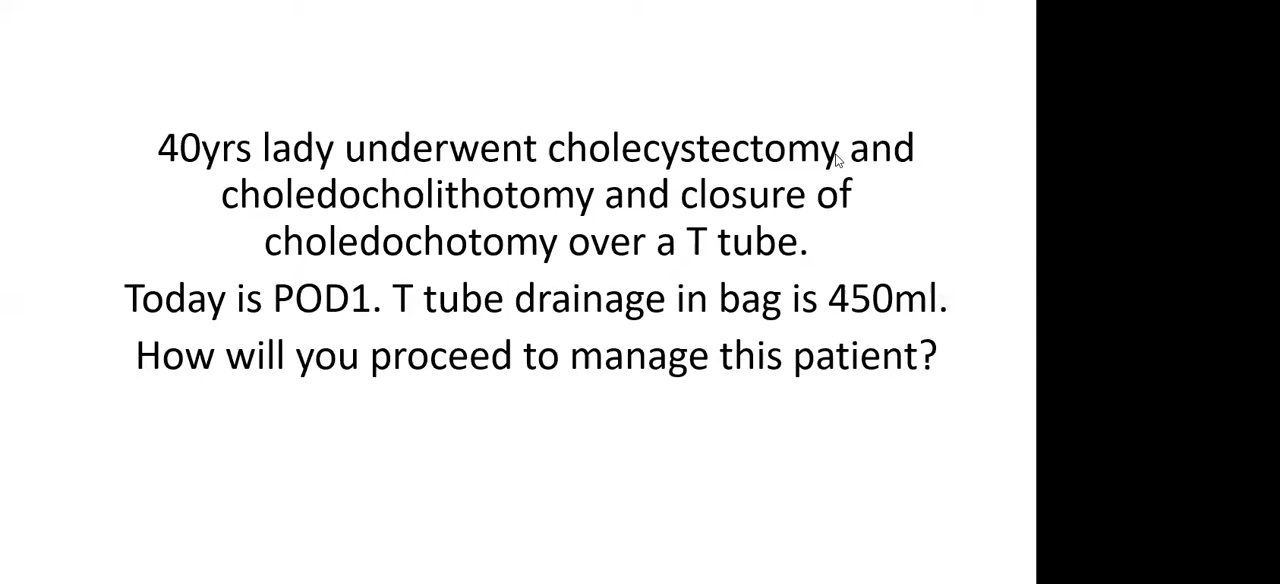 40yrs lady underwent cholecystectomy and
choledocholithotomy and closure of
choledochotomy over a T tube.
Today is POD1. T tube drainage in bag is 450ml.
How will you proceed to manage this patient?